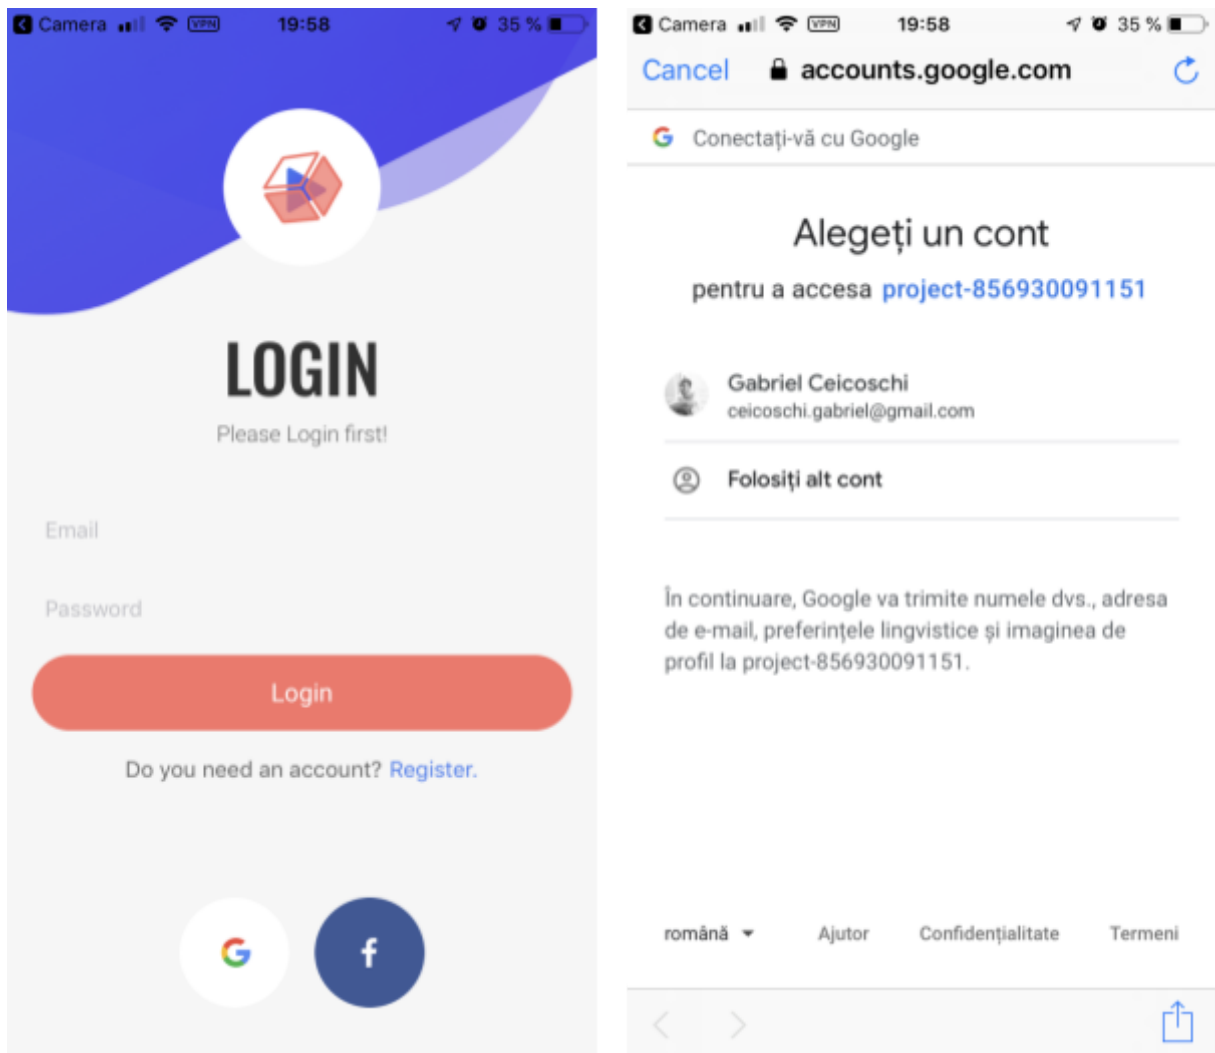 Camera VPN 19:58 35 %
LOGIN
Please Login first!
Email
Password
Login
Do you need an account? Register.
G f
Camera VPN 19:58 35 %
Cancel accounts.google.com
G Conectați-vă cu Google
Alegeți un cont
pentru a accesa project-856930091151
Gabriel Ceicoschi
ceicoschi.gabriel@gmail.com
Folosiți alt cont
În continuare, Google va trimite numele dvs., adresa
de e-mail, preferințele lingvistice și imaginea de
profil la project-856930091151.
română Ajutor Confidențialitate Termeni